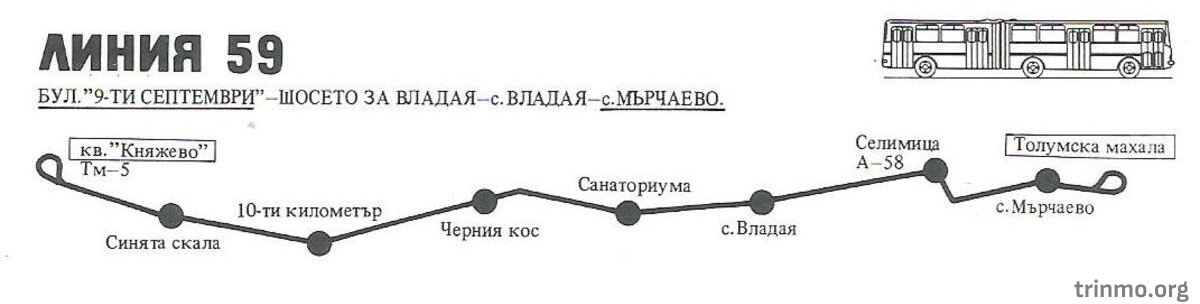 ЛИНИЯ 59
БУЛ."9-ТИ СЕПТЕМВРИ"–ШОСЕТО ЗА ВЛАДАЯ–с.ВЛАДАЯ–с.МЪРЧАЕВО.
кв."Княжево"
Тм–5
Синята скала
10-ти километър
Черния кос
Санаториума
с.Владая
Селимица
А–58
Толумска махала
с.Мърчаево
trinmo.org